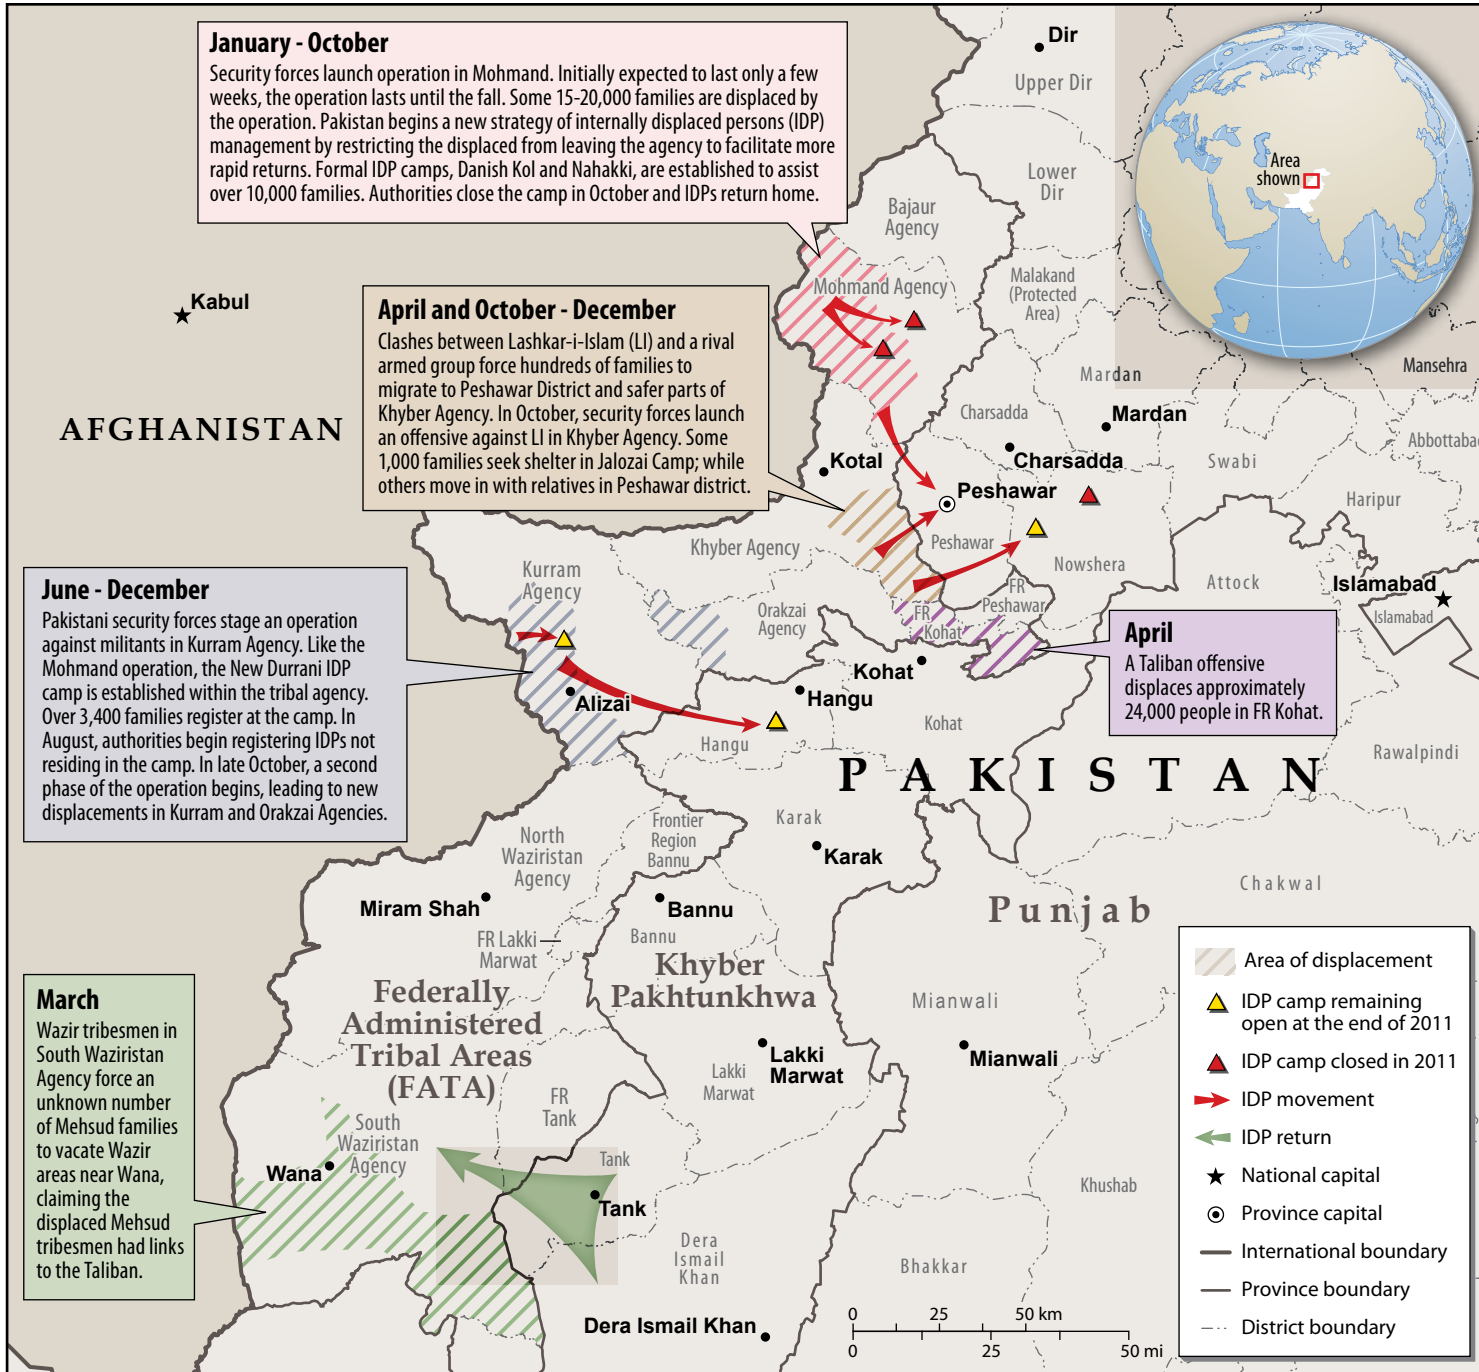 January - October
Security forces launch operation in Mohmand. Initially expected to last only a few
weeks, the operation lasts until the fall. Some 15-20,000 families are displaced by
the operation. Pakistan begins a new strategy of internally displaced persons (IDP)
management by restricting the displaced from leaving the agency to facilitate more
rapid returns. Formal IDP camps, Danish Kol and Nahakki, are established to assist
over 10,000 families. Authorities close the camp in October and IDPs return home.
Dir
Upper Dir
Lower
Dir
Area
shown
Bajaur
Agency
Mohmand Agency
Malakand
(Protected
Area)
Kabul
April and October - December
Clashes between Lashkar-i-Islam (LI) and a rival
armed group force hundreds of families to
migrate to Peshawar District and safer parts of
Khyber Agency. In October, security forces launch
an offensive against LI in Khyber Agency. Some
1,000 families seek shelter in Jalozai Camp; while
others move in with relatives in Peshawar district.
Mansehra
Mardan
Mardan
Charsadda
Charsadda
AFGHANISTAN
Abbottabad
Swabi
Kotal
Haripur
Peshawar
Peshawar
Khyber Agency
Nowshera
Attock
Islamabad
Islamabad
June - December
Pakistani security forces stage an operation
against militants in Kurram Agency. Like the
Mohmand operation, the New Durrani IDP
camp is established within the tribal agency.
Over 3,400 families register at the camp. In
August, authorities begin registering IDPs not
residing in the camp. In late October, a second
phase of the operation begins, leading to new
displacements in Kurram and Orakzai Agencies.
Kurram
Agency
Orakzai
Agency
FR
Kohat
FR
Peshawar
April
A Taliban offensive
displaces approximately
24,000 people in FR Kohat.
Kohat
Hangu
Alizai
Kohat
Hangu
Rawalpindi
PAKISTAN
Karak
Karak
Frontier
Region
Bannu
North
Waziristan
Agency
Chakwal
Miram Shah
Bannu
Bannu
Punjab
FR Lakki
Marwat
Khyber
Pakhtunkhwa
Federally
Administered
Tribal Areas
(FATA)
Mianwali
Mianwali
Lakki
Marwat
Lakki
Marwat
March
Wazir tribesmen in
South Waziristan
Agency force an
unknown number
of Mehsud families
to vacate Wazir
areas near Wana,
claiming the
displaced Mehsud
tribesmen had links
to the Taliban.
FR
Tank
South
Waziristan
Agency
Wana
Tank
Tank
Khushab
Dera
Ismail
Khan
Bhakkar
Dera Ismail Khan
0 25 50 km
0 25 50 mi
Area of displacement
IDP camp remaining
open at the end of 2011
IDP camp closed in 2011
IDP movement
IDP return
National capital
Province capital
International boundary
Province boundary
District boundary